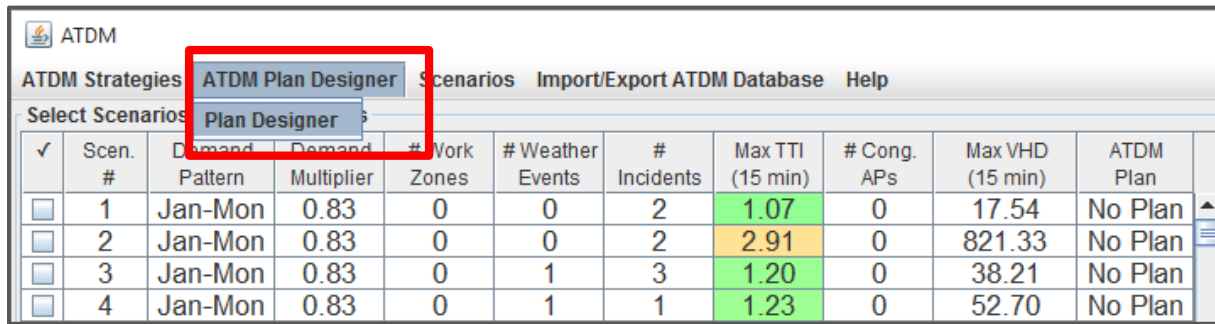 ATDM
ATDM Strategies ATDM Plan Designer Scenarios Import/Export ATDM Database Help
Select Scenarios s
Plan Designer
✓ Scen. Demand Demand # Work # Weather # Max TTI # Cong. Max VHD ATDM
# Pattern Multiplier Zones Events Incidents (15 min) APs (15 min) Plan
1 Jan-Mon 0.83 0 0 2 1.07 0 17.54 No Plan
2 Jan-Mon 0.83 0 0 2 2.91 0 821.33 No Plan
3 Jan-Mon 0.83 0 1 3 1.20 0 38.21 No Plan
4 Jan-Mon 0.83 0 1 1 1.23 0 52.70 No Plan